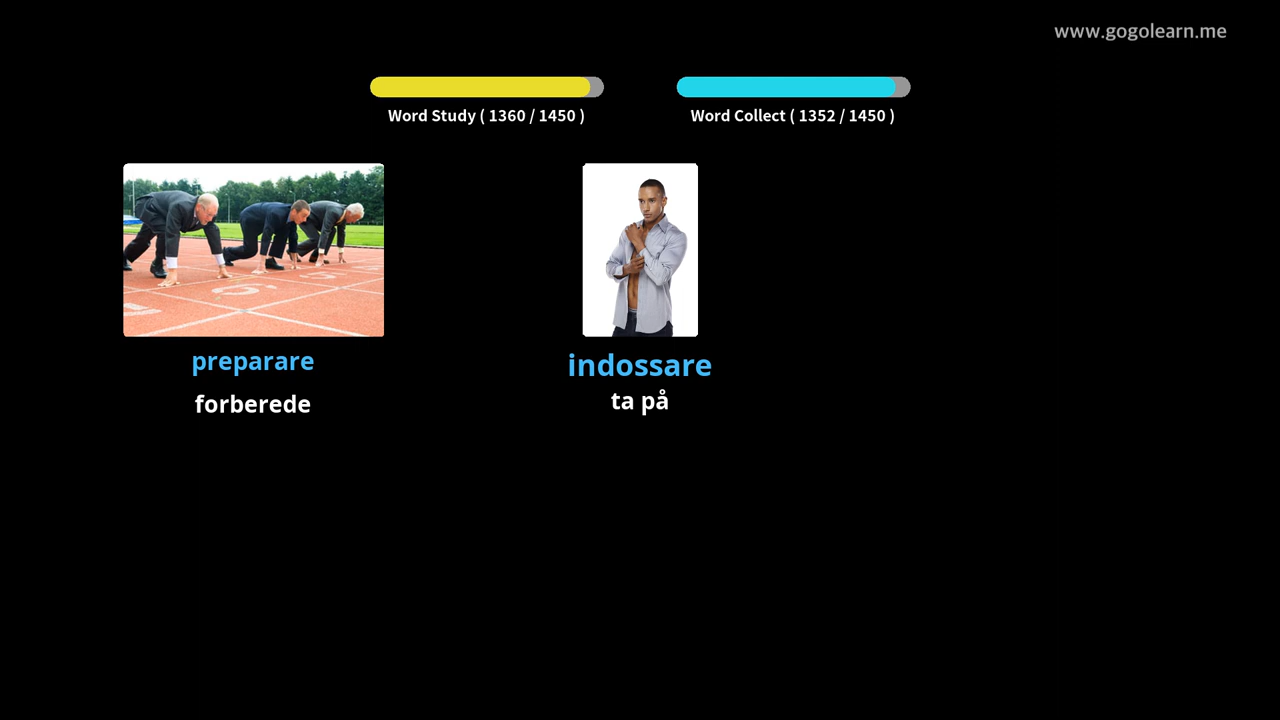 www.gogolearn.me
Word Study ( 1360 / 1450 )
Word Collect ( 1352 / 1450 )
preparare
forberede
indossare
ta på